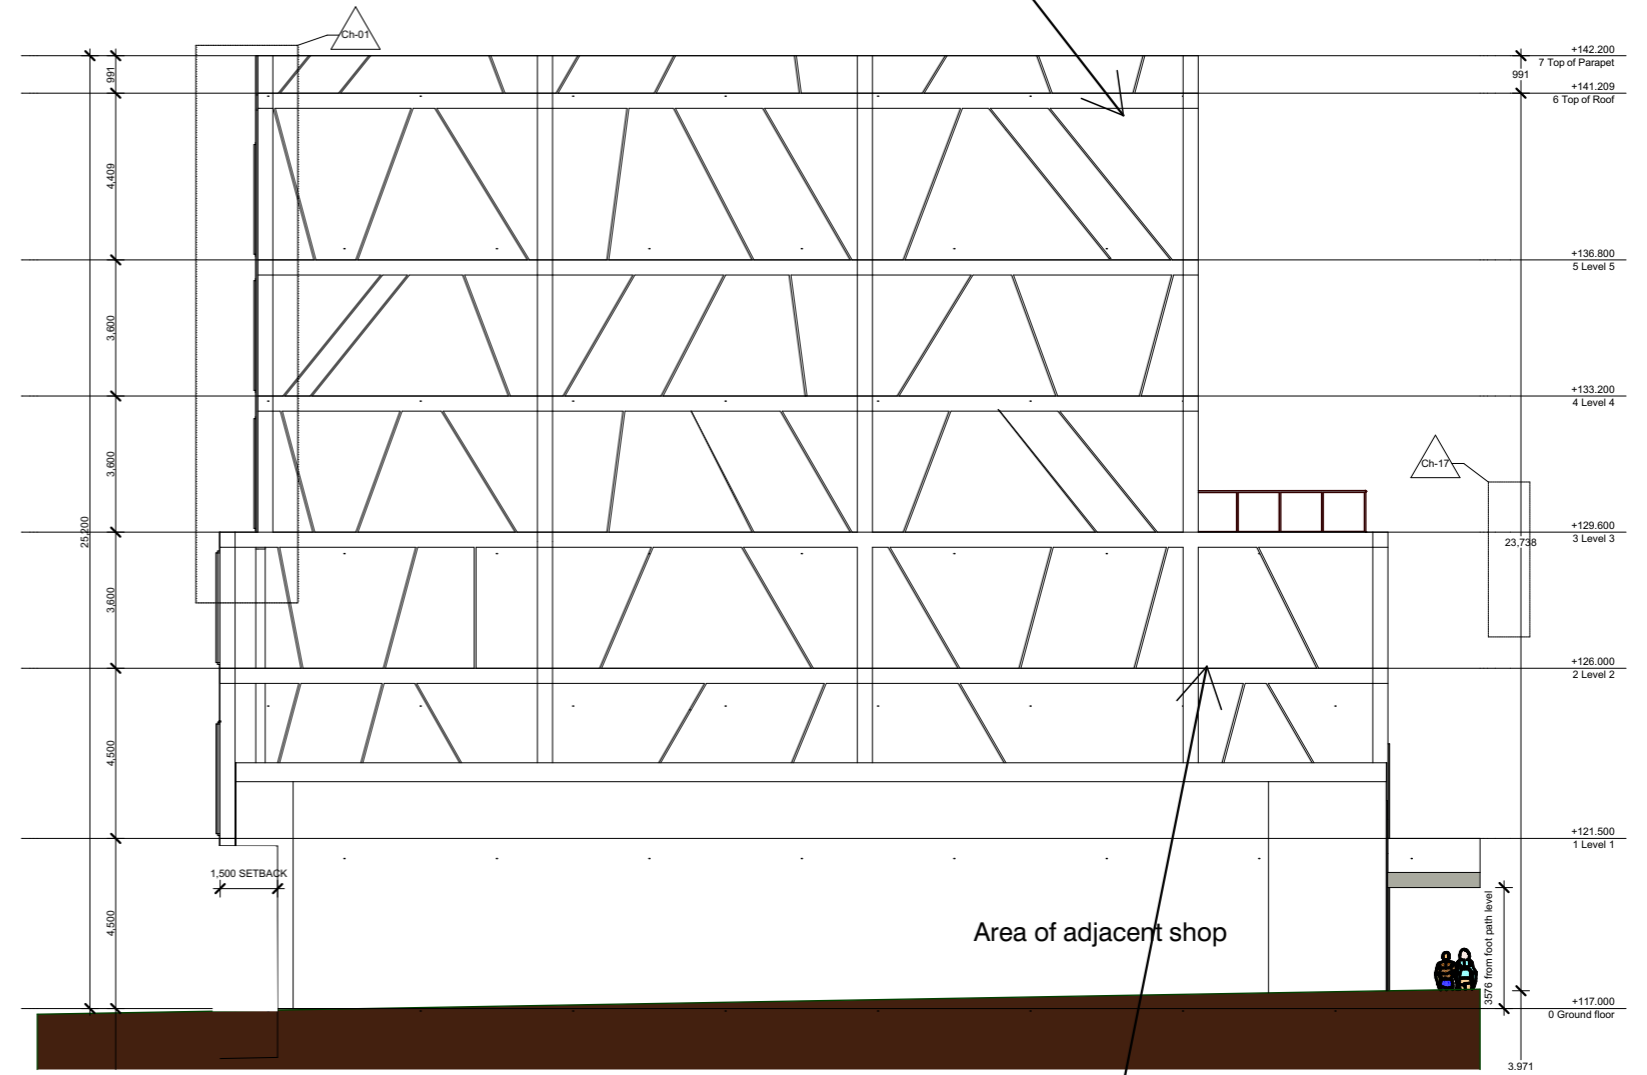 Ch-01
+142.200
7 Top of Parapet
991
991
+141.209
6 Top of Roof
4,409
+136.800
5 Level 5
3,600
+133.200
4 Level 4
3,600
Ch-17
25,200
+129.600
3 Level 3
23,738
3,600
+126.000
2 Level 2
4,500
+121.500
1 Level 1
1,500 SETBACK
4,500
Area of adjacent shop
3576 from foot path level
+117.000
0 Ground floor
3.971